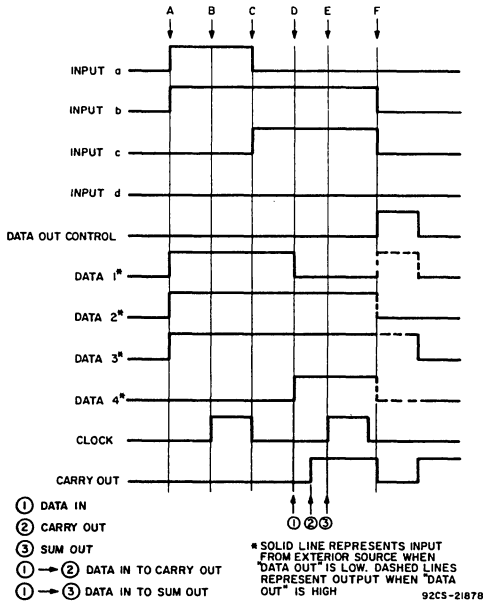 A B C D E F
INPUT a
INPUT b
INPUT c
INPUT d
DATA OUT CONTROL
DATA 1*
DATA 2*
DATA 3*
DATA 4*
CLOCK
CARRY OUT
① ② ③
① DATA IN
② CARRY OUT
③ SUM OUT
① → ② DATA IN TO CARRY OUT
① → ③ DATA IN TO SUM OUT
* SOLID LINE REPRESENTS INPUT
FROM EXTERIOR SOURCE WHEN
"DATA OUT" IS LOW. DASHED LINES
REPRESENT OUTPUT WHEN "DATA
OUT" IS HIGH
92CS-21878